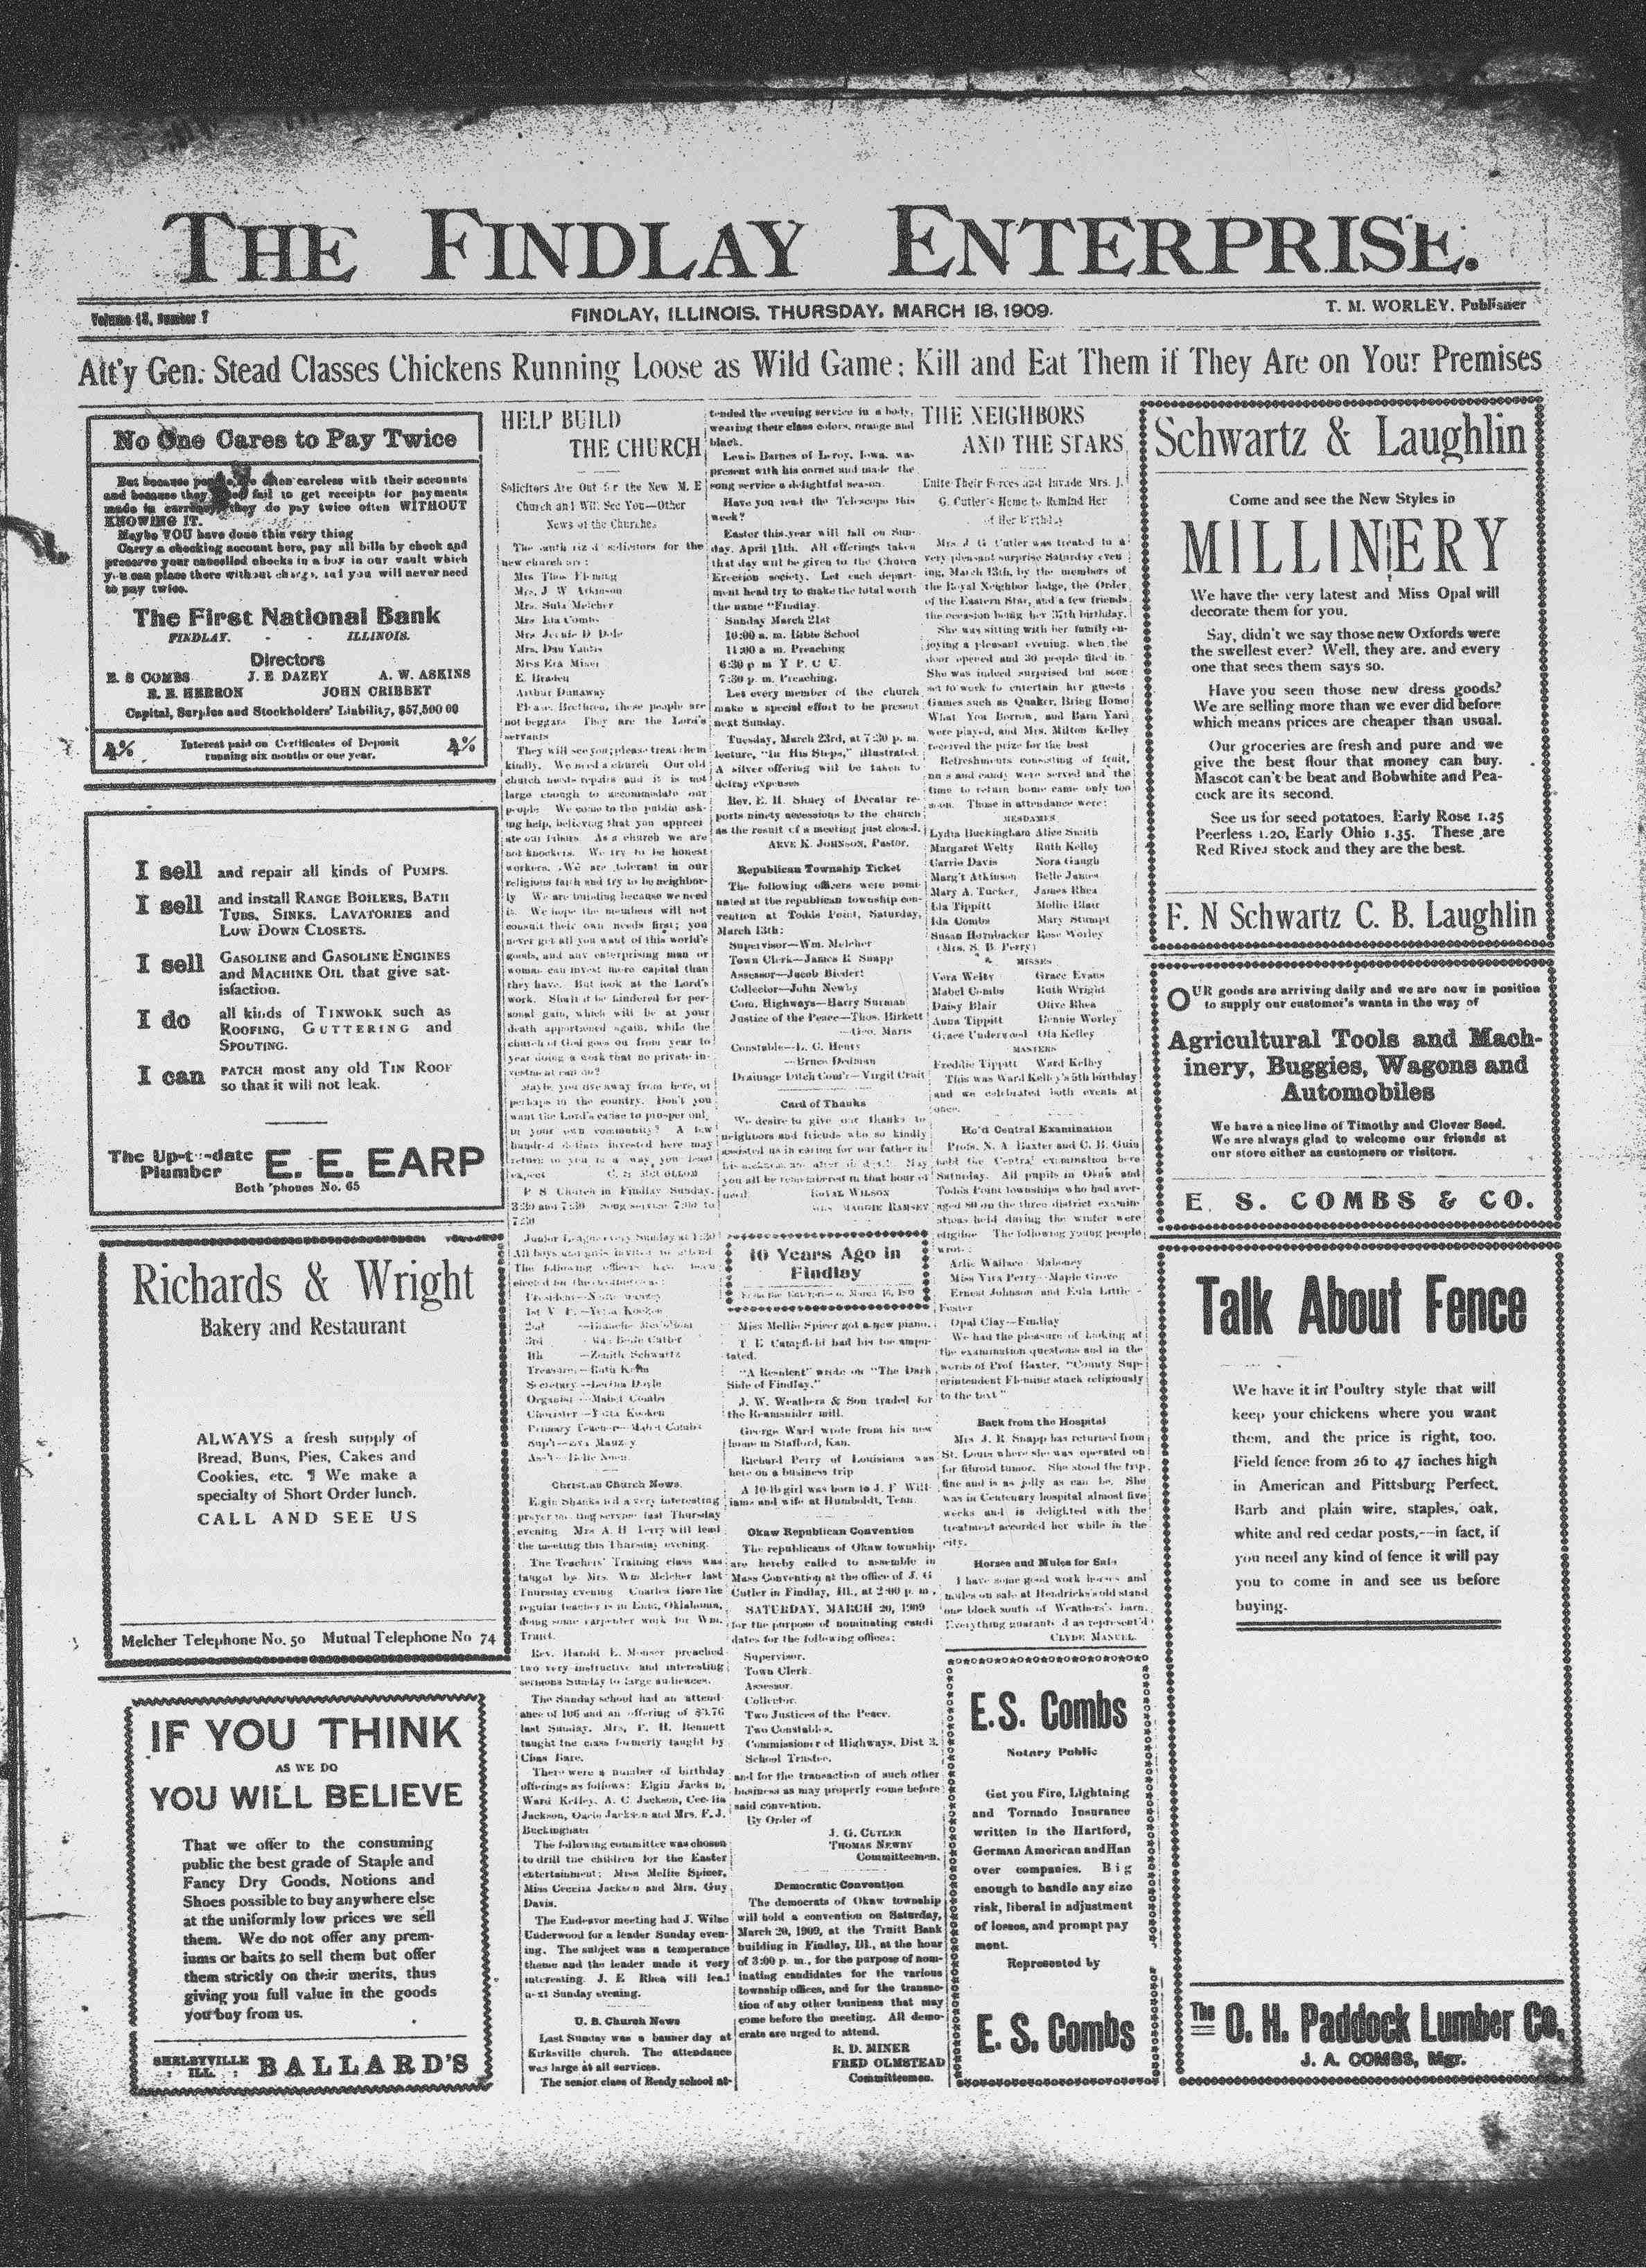 THE FINDLAY ENTERPRISE.
Volume 18, Number 7
FINDLAY, ILLINOIS, THURSDAY, MARCH 18, 1909.
T. M. WORLEY, Publisher
Att'y Gen. Stead Classes Chickens Running Loose as Wild Game; Kill and Eat Them if They Are on Your Premises
No One Cares to Pay Twice
But because people are often careless with their accounts
and because they fail to get receipts for payments
made in currency they do pay twice often WITHOUT
KNOWING IT.
Maybe YOU have done this very thing
Carry a checking account here, pay all bills by check and
preserve your cancelled checks in a box in our vault which
you can place there without charge, and you will never need
to pay twice.
The First National Bank
FINDLAY. - - ILLINOIS.
Directors
E. S COMBS J. E DAZEY A. W. ASKINS
H. E. HERRON JOHN CRIBBET
Capital, Surplus and Stockholders' Liability, $57,500 00
4% Interest paid on Certificates of Deposit 4%
running six months or one year.
I sell and repair all kinds of PUMPS.
I sell and install RANGE BOILERS, BATH
TUBS, SINKS, LAVATORIES and
LOW DOWN CLOSETS.
I sell GASOLINE and GASOLINE ENGINES
and MACHINE OIL that give sat-
isfaction.
I do all kinds of TINWORK such as
ROOFING, GUTTERING and
SPOUTING.
I can PATCH most any old TIN ROOF
so that it will not leak.
The Up-to-date
Plumber E. E. EARP
Both 'phones No. 65
Richards & Wright
Bakery and Restaurant
ALWAYS a fresh supply of
Bread, Buns, Pies, Cakes and
Cookies, etc. ¶ We make a
specialty of Short Order lunch.
CALL AND SEE US
Melcher Telephone No. 50 Mutual Telephone No 74
IF YOU THINK
AS WE DO
YOU WILL BELIEVE
That we offer to the consuming
public the best grade of Staple and
Fancy Dry Goods, Notions and
Shoes possible to buy anywhere else
at the uniformly low prices we sell
them. We do not offer any prem-
iums or baits to sell them but offer
them strictly on their merits, thus
giving you full value in the goods
you buy from us.
SHELBYVILLE
: ILL : BALLARD'S
HELP BUILD
THE CHURCH
Solicitors Are Out for the New M. E
Church and Will See You—Other
News of the Churches
The authorized solicitors for the
new church are:
Mrs Thos Fleming
Mrs. J W Atkinson
Mrs. Suta Melcher
Mrs Ida Combs
Mrs Jennie D Dole
Mrs. Dan Yantis
Miss Eva Miner
E. Braden
Arthur Dunaway
Please, Brethren, these people are
not beggars They are the Lord's
servants
They will see you; please treat them
kindly. We need a church Our old
church needs repairs and it is not
large enough to accommodate our
people We come to the public ask-
ing help, believing that you appreci
ate our labors. As a church we are
not knockers. We try to be honest
workers. We are tolerant in our
religious faith and try to be neighbor-
ly We are building because we need
it. We hope the members will not
consult their own needs first; you
never get all you want of this world's
goods, and any enterprising man or
woman can invest more capital than
they have. But look at the Lord's
work. Shall it be hindered for per-
sonal gain, which will be at your
death apportioned again, while the
church of God goes on from year to
year doing a work that no private in-
vestment can do?
Maybe you live away from here, or
perhaps in the country. Don't you
want the Lord's cause to prosper out
in your own community? A few
hundred dollars invested here may
return to you in a way you least
expect
P S Church in Findlay Sunday,
3:30 and 7:30 Song service 7:00 to
7:30
Junior League every Sunday at 1:30
All boys and girls invited to attend.
The following officers have been
1st V P.—Verna Kooken
3rd —Miss Belle Cutler
4th —Zenith Schwartz
Treasurer—Ruth Keim
Secretary—Levina Doyle
Organist—Mabel Combs
Primary Teacher—Mabel Combs
Christian Church News.
Elgin Shanks led a very interesting
prayer meeting service last Thursday
evening Mrs A. H Terry will lead
the meeting this Thursday evening.
The Teachers' Training class was
taught by Mrs. Wm Melcher last
Thursday evening Charles Bare the
regular teacher is in Enid, Oklahoma,
doing some carpenter work for Wm.
Truitt.
Rev. Harold E. Monser preached
two very instructive and interesting
sermons Sunday to large audiences.
The Sunday school had an attend
ance of 106 and an offering of $3.76
last Sunday. Mrs, F. H. Bennett
taught the class formerly taught by
Chas Bare.
There were a number of birthday
offerings as follows: Elgin Jacks n,
Ward Kelley, A. C Jackson, Cecelia
Jackson, Oscie Jackson and Mrs. F. J.
Buckingham
The following committee was chosen
to drill the children for the Easter
entertainment; Miss Mellie Spicer,
Miss Cecelia Jackson and Mrs. Guy
Davis.
The Endeavor meeting had J. Wilse
Underwood for a leader Sunday even-
ing. The subject was a temperance
theme and the leader made it very
interesting. J. E Rhea will lead
next Sunday evening.
U. B. Church News
Last Sunday was a banner day at
Kirksville church. The attendance
was large at all services.
The senior class of Ready school at-
tended the evening service in a body,
wearing their class colors, orange and
black.
Lewis Barnes of Leroy, Iowa, was
present with his cornet and made the
song service a delightful season.
Have you read the Telescope this
week?
Easter this year will fall on Sun-
day, April 11th. All offerings taken
that day will be given to the Church
Erection society. Let each depart-
ment head try to make the total worth
the name "Findlay.
Sunday March 21st
10:00 a. m. Bible School
11:00 a m. Preaching
6:30 p m Y P. C U.
7:30 p. m. Preaching.
Let every member of the church
make a special effort to be present
next Sunday.
Tuesday, March 23rd, at 7:30 p. m.
lecture, "In His Steps," illustrated.
A silver offering will be taken to
defray expenses
Rev. E. H. Shuey of Decatur re-
ports ninety accessions to the church
as the result of a meeting just closed.
ARVE K. JOHNSON, Pastor.
Republican Township Ticket
The following officers were nomi-
nated at the republican township con-
vention at Todds Point, Saturday,
March 13th:
Supervisor—Wm. Melcher
Town Clerk—James R Snapp
Assessor—Jacob Biedert
Collector—John Newby
Com. Highways—Harry Surman
Justice of the Peace—Thos. Birkett
—Geo. Marts
Constable—L. C. Henry
—Bruce Dedman
Drainage Ditch Com'r—Virgil Cruit
Card of Thanks
We desire to give our thanks to
neighbors and friends who so kindly
assisted us in caring for our father in
his sickness and after death. May
you all be remembered in that hour of
need.
ROYAL WILSON
MRS MAGGIE RAMSEY
10 Years Ago in
Findlay
Miss Mellie Spicer got a new piano.
T. E Campfield had his toe ampu-
tated.
"A Resident" wrote on "The Dark
Side of Findlay."
J. W. Weathers & Son traded for
the Kramsnider mill.
George Ward wrote from his new
home in Stafford, Kan.
Richard Perry of Louisiana was
here on a business trip
A 10-lb girl was born to J. F Will-
iams and wife at Humboldt, Tenn.
Okaw Republican Convention
The republicans of Okaw township
are hereby called to assemble in
Mass Convention at the office of J. G
Cutler in Findlay, Ill., at 2:00 p. m.,
SATURDAY, MARCH 20, 1909
for the purpose of nominating candi
dates for the following offices:
Supervisor.
Town Clerk.
Assessor.
Collector.
Two Justices of the Peace.
Two Constables.
Commissioner of Highways, Dist 3.
School Trustee.
and for the transaction of such other
business as may properly come before
said convention.
By Order of
J. G. CUTLER
THOMAS NEWBY
Committeemen.
Democratic Convention
The democrats of Okaw township
will hold a convention on Saturday,
March 20, 1909, at the Truitt Bank
building in Findlay, Ill., at the hour
of 3:00 p. m., for the purpose of nom-
inating candidates for the various
township offices, and for the transac-
tion of any other business that may
come before the meeting. All demo-
crats are urged to attend.
R. D. MINER
FRED OLMSTEAD
Committeemen.
THE NEIGHBORS
AND THE STARS
Unite Their Forces and Invade Mrs. J.
G. Cutler's Home to Remind Her
of Her Birthday
Mrs J G Cutler was treated to a
very pleasant surprise Saturday even
ing, March 13th, by the members of
the Royal Neighbor lodge, the Order
of the Eastern Star, and a few friends.
the occasion being her 35th birthday.
She was sitting with her family en-
joying a pleasant evening, when the
door opened and 30 people filed in.
She was indeed surprised but soon
set to work to entertain her guests
Games such as Quaker, Bring Home
What You Borrow, and Barn Yard
were played, and Mrs. Milton Kelley
received the prize for the best
Refreshments consisting of fruit,
nuts and candy were served and the
time to return home came only too
soon. Those in attendance were:
MESDAMES
Lydia Buckingham Alice Smith
Margaret Welty Ruth Kelley
Carrie Davis Nora Gaugh
Marg't Atkinson Belle James
Mary A. Tucker, James Rhea
Ida Tippitt Mollie Blair
Ida Combs Mary Stumpt
Susan Hornbacker Rose Worley
(Mrs. S. B. Perry)
&
MISSES
Vera Welty Grace Evans
Mabel Combs Ruth Wright
Daisy Blair Olive Rhea
Anna Tippitt Bennie Worley
Grace Underwood Ola Kelley
MASTERS
Freddie Tippitt Ward Kelley
This was Ward Kelley's 5th birthday
and we celebrated both events at
once.
Ho'd Central Examination
Profs. N. A. Baxter and C. B. Guin
held the Central examination here
Saturday. All pupils in Okaw and
Todds Point townships who had aver-
aged 80 on the three district examin-
ations held during the winter were
eligible The following young people
wrote:
Arlie Wallace—Mahoney
Miss Vira Perry—Maple Grove
Ernest Johnson and Eula Little—
Foster
Opal Clay—Findlay
We had the pleasure of looking at
the examination questions and in the
words of Prof Baxter, "County Sup-
erintendent Fleming stuck religiously
to the text"
Back from the Hospital
Mrs J. R Snapp has returned from
St. Louis where she was operated on
for fibroid tumor. She stood the trip
fine and is as jolly as can be. She
was in Centenary hospital almost five
weeks and is delighted with the
treatment accorded her while in the
city.
Horses and Mules for Sale
I have some good work horses and
mules on sale at Hendricks's old stand
one block south of Weathers's barn.
Everything guarante d as represent'd
CLYDE MANUEL.
E.S. Combs
Notary Public
Get you Fire, Lightning
and Tornado Insurance
written in the Hartford,
German American and Han
over companies. Big
enough to handle any size
risk, liberal in adjustment
of losses, and prompt pay
ment.
Represented by
E. S. Combs
Schwartz & Laughlin
Come and see the New Styles in
MILLINERY
We have the very latest and Miss Opal will
decorate them for you.
Say, didn't we say those new Oxfords were
the swellest ever? Well, they are, and every
one that sees them says so.
Have you seen those new dress goods?
We are selling more than we ever did before
which means prices are cheaper than usual.
Our groceries are fresh and pure and we
give the best flour that money can buy.
Mascot can't be beat and Bobwhite and Pea-
cock are its second.
See us for seed potatoes, Early Rose 1.25
Peerless 1.20, Early Ohio 1.35. These are
Red River stock and they are the best.
F. N Schwartz C. B. Laughlin
OUR goods are arriving daily and we are now in position
to supply our customer's wants in the way of
Agricultural Tools and Mach-
inery, Buggies, Wagons and
Automobiles
We have a nice line of Timothy and Clover Seed.
We are always glad to welcome our friends at
our store either as customers or visitors.
E. S. COMBS & CO.
Talk About Fence
We have it in Poultry style that will
keep your chickens where you want
them, and the price is right, too.
Field fence from 26 to 47 inches high
in American and Pittsburg Perfect.
Barb and plain wire, staples, oak,
white and red cedar posts,—in fact, if
you need any kind of fence it will pay
you to come in and see us before
buying.
The O. H. Paddock Lumber Co.
J. A. COMBS, Mgr.